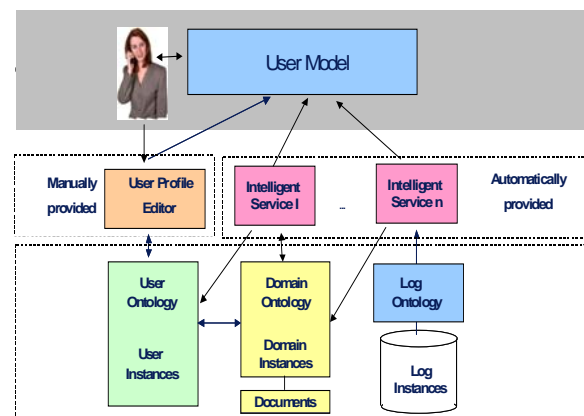 User Model
Manually
provided
User Profile
Editor
Intelligent
Service I
...
Intelligent
Service n
Automatically
provided
User
Ontology
User
Instances
Domain
Ontology
Domain
Instances
Documents
Log
Ontology
Log
Instances